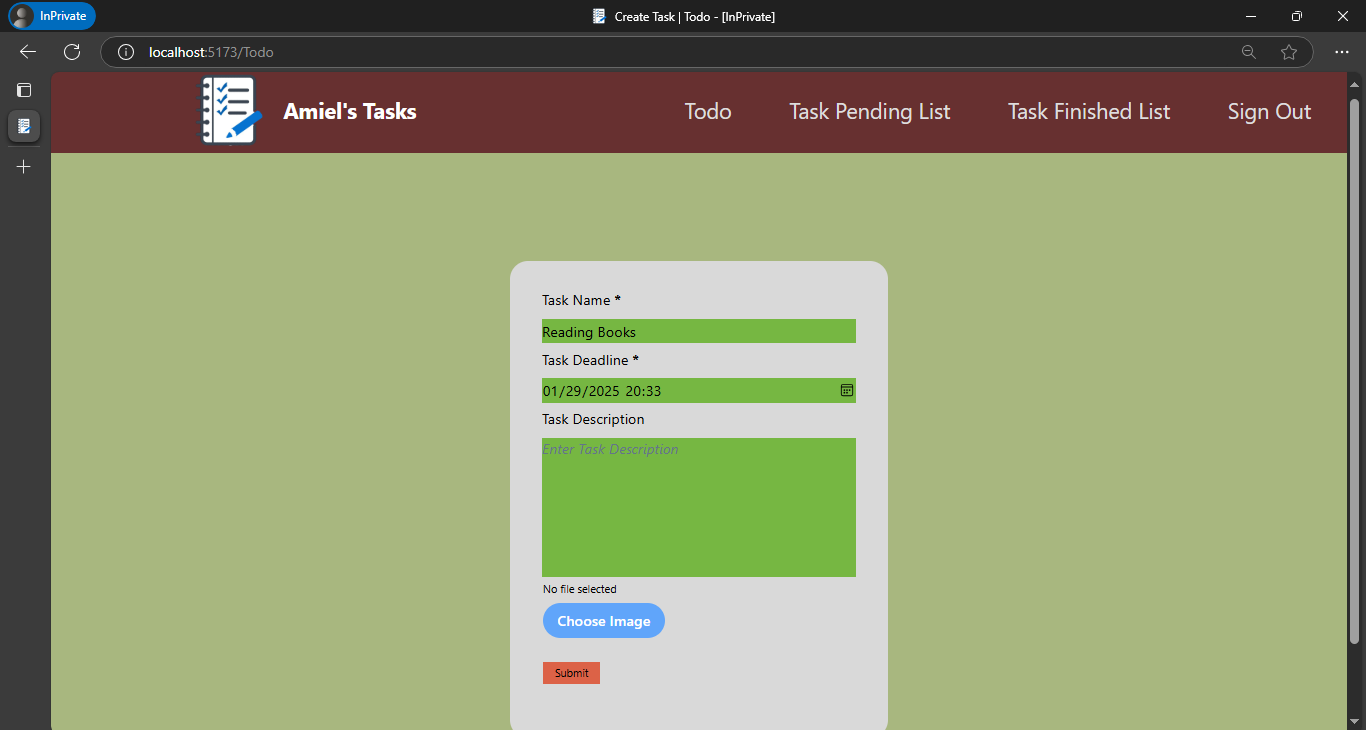 InPrivate
Create Task | Todo - [InPrivate]
localhost:5173/Todo
Amiel's Tasks
Todo
Task Pending List
Task Finished List
Sign Out
Task Name *
Reading Books
Task Deadline *
01/29/2025 20:33
Task Description
Enter Task Description
No file selected
Choose Image
Submit